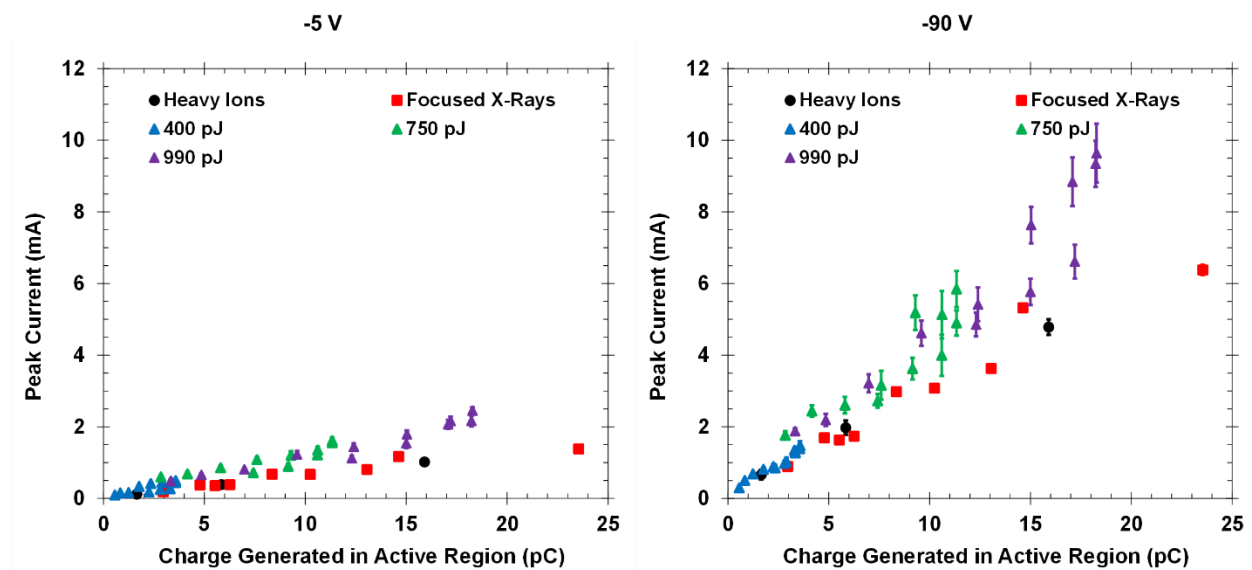 -5 V
12
10
8
6
4
2
0
Peak Current (mA)
Heavy Ions
Focused X-Rays
400 pJ
750 pJ
990 pJ
0 5 10 15 20 25
Charge Generated in Active Region (pC)
-90 V
12
10
8
6
4
2
0
Peak Current (mA)
Heavy Ions
Focused X-Rays
400 pJ
750 pJ
990 pJ
0 5 10 15 20 25
Charge Generated in Active Region (pC)